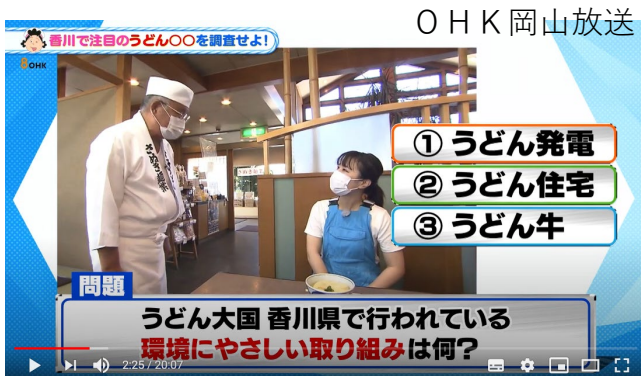 OHK岡山放送
香川で注目のうどん〇〇を調査せよ!
OHK
① うどん発電
② うどん住宅
③ うどん牛
問題
うどん大国 香川県で行われている
環境にやさしい取り組みは何?
2:25 / 20:07